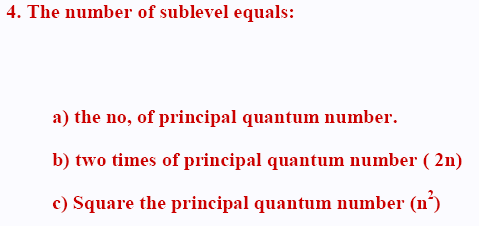 4. The number of sublevel equals:
a) the no, of principal quantum number.
b) two times of principal quantum number ( 2n)
c) Square the principal quantum number (n²)